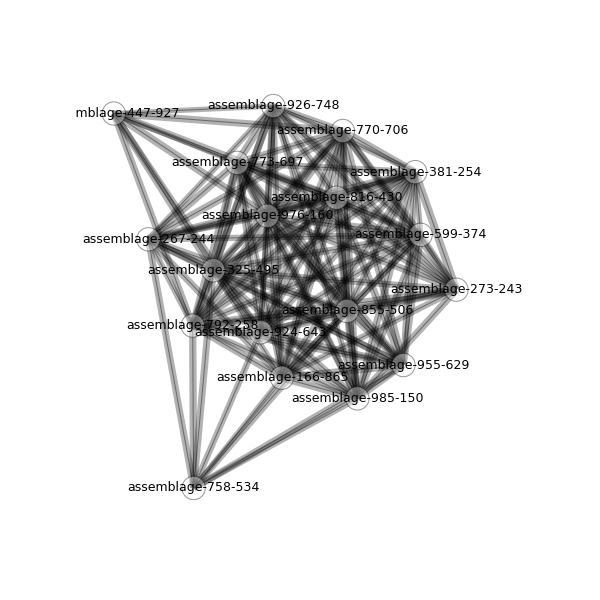 assemblage-926-748
mblage-447-927
assemblage-770-706
assemblage-773-697
assemblage-381-254
assemblage-816-430
assemblage-976-160
assemblage-599-374
assemblage-267-244
assemblage-325-495
assemblage-273-243
assemblage-855-506
assemblage-792-258
assemblage-924-643
assemblage-955-629
assemblage-166-865
assemblage-985-150
assemblage-758-534